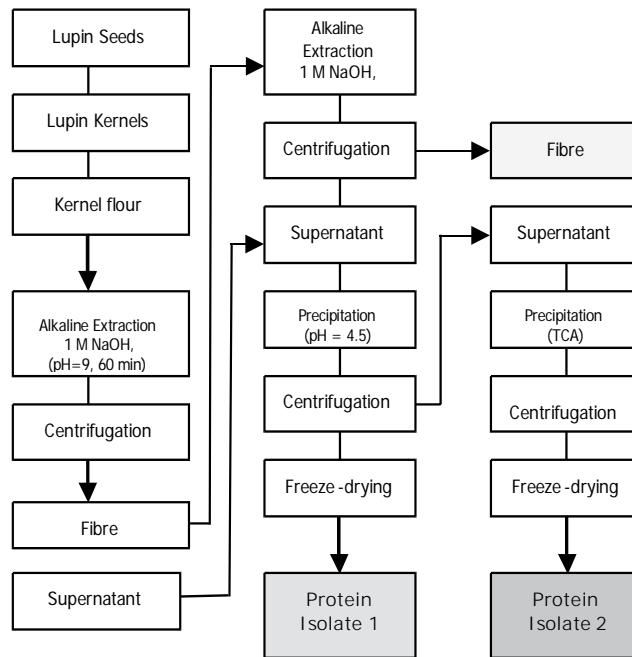 Lupin Seeds
Lupin Kernels
Kernel flour
Alkaline Extraction
1 M NaOH,
(pH=9, 60 min)
Centrifugation
Fibre
Supernatant
Alkaline
Extraction
1 M NaOH,
Centrifugation
Supernatant
Precipitation
(pH = 4.5)
Centrifugation
Freeze-drying
Protein
Isolate 1
Fibre
Supernatant
Precipitation
(TCA)
Centrifugation
Freeze-drying
Protein
Isolate 2